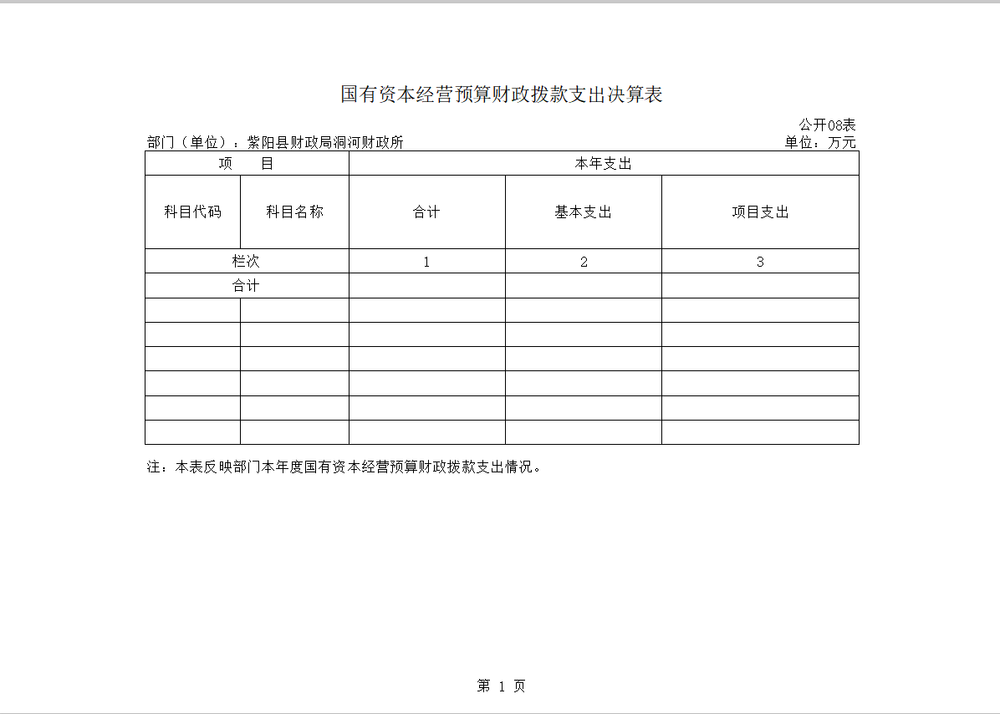 国有资本经营预算财政拨款支出决算表
公开08表
部门（单位）：紫阳县财政局洞河财政所 单位：万元
项 目 本年支出
科目代码 科目名称 合计 基本支出 项目支出
栏次 1 2 3
合计
注：本表反映部门本年度国有资本经营预算财政拨款支出情况。
第 1 页